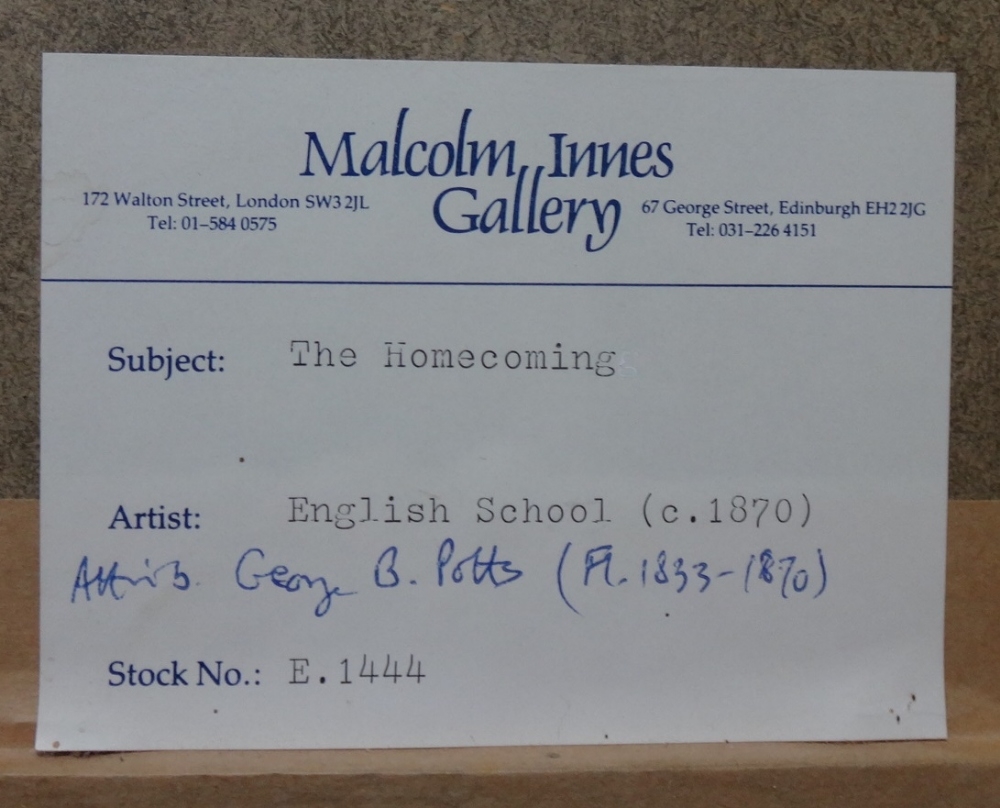 Malcolm Innes
Gallery
172 Walton Street, London SW3 2JL
Tel: 01–584 0575
67 George Street, Edinburgh EH2 2JG
Tel: 031–226 4151
Subject: The Homecoming
Artist: English School (c.1870)
Attrib. George B. Potts (Fl. 1833-1870)
Stock No.: E.1444